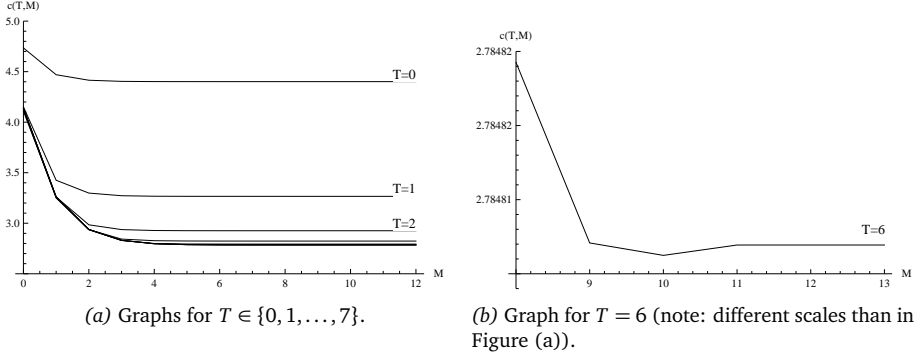 c(T,M)
5.0
4.5
4.0
3.5
3.0
T=0
T=1
T=2
0 2 4 6 8 10 12 M
(a) Graphs for T ∈ {0, 1, . . . , 7}.
c(T,M)
2.78482
2.78482
2.78481
T=6
9 10 11 12 13 M
(b) Graph for T = 6 (note: different scales than in
Figure (a)).